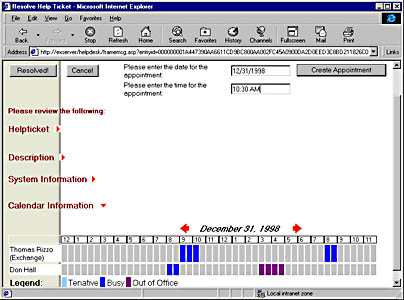 Resolve Help Ticket - Microsoft Internet Explorer
File Edit View Go Favorites Help
Back Forward Stop Refresh Home Search Favorites History Channels Fullscreen Mail Print
Address http://exserver/helpdesk/framemsg.asp? Links
Resolved! Cancel
Please enter the date for the appointment. 12/31/1998 Create Appointment
Please enter the time for the appointment. 10:30 AM
Please review the following:
Helpticket
Description
System Information
Calendar Information
December 31, 1998
12 1 2 3 4 5 6 7 8 9 10 11 12 1 2 3 4 5 6 7 8 9 10 11
Thomas Rizzo (Exchange)
Don Hall
Legend: Tenative Busy Out of Office
Local intranet zone